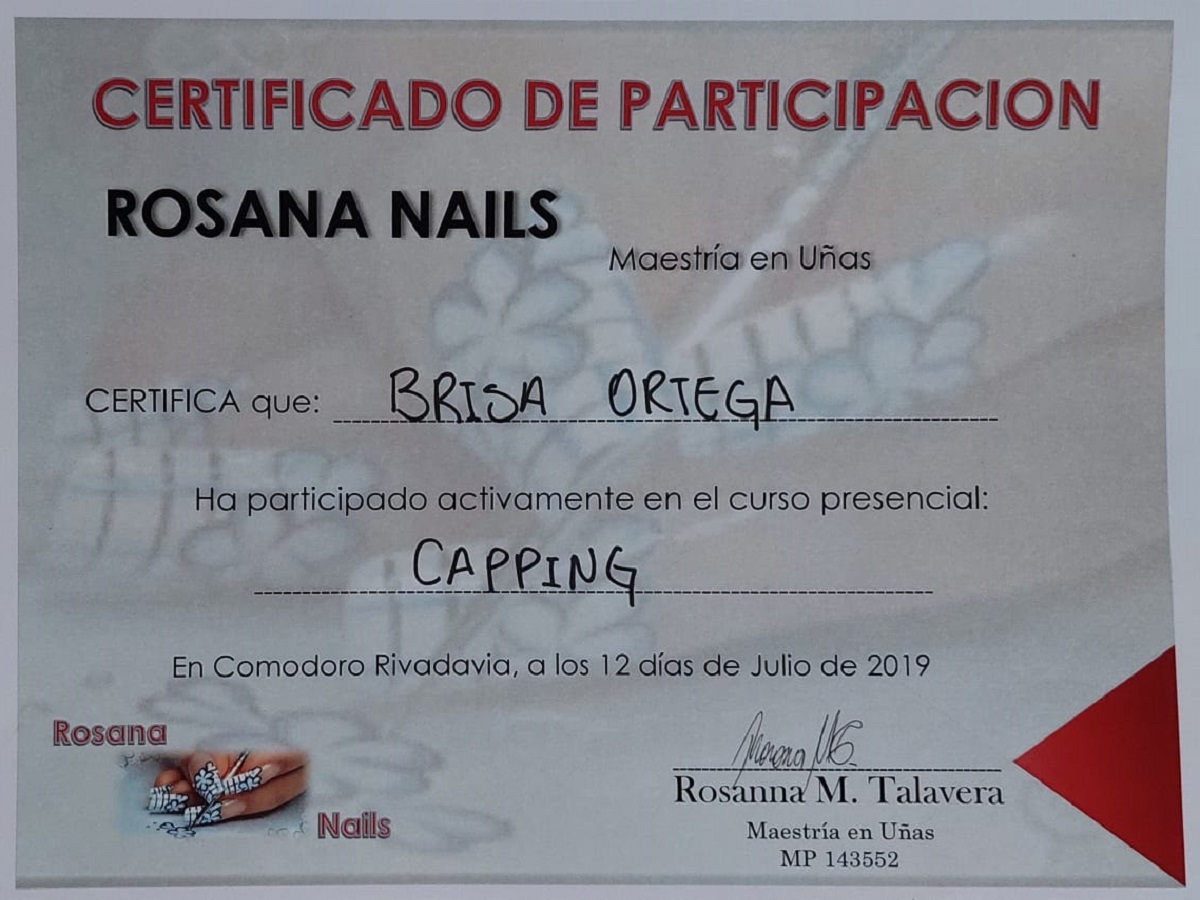 CERTIFICADO DE PARTICIPACION
ROSANA NAILS
Maestría en Uñas
CERTIFICA que: BRISA ORTEGA
Ha participado activamente en el curso presencial:
CAPPING
En Comodoro Rivadavia, a los 12 días de Julio de 2019
Rosana
Nails
Rosanna M. Talavera
Maestría en Uñas
MP 143552